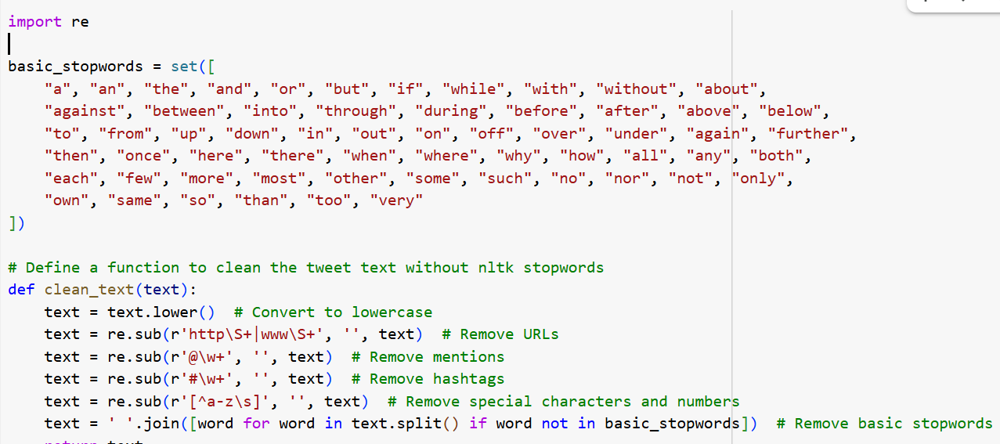 import re
basic_stopwords = set([
    "a", "an", "the", "and", "or", "but", "if", "while", "with", "without", "about",
    "against", "between", "into", "through", "during", "before", "after", "above", "below",
    "to", "from", "up", "down", "in", "out", "on", "off", "over", "under", "again", "further",
    "then", "once", "here", "there", "when", "where", "why", "how", "all", "any", "both",
    "each", "few", "more", "most", "other", "some", "such", "no", "nor", "not", "only",
    "own", "same", "so", "than", "too", "very"
])
# Define a function to clean the tweet text without nltk stopwords
def clean_text(text):
    text = text.lower()  # Convert to lowercase
    text = re.sub(r'http\S+|www\S+', '', text)  # Remove URLs
    text = re.sub(r'@\w+', '', text)  # Remove mentions
    text = re.sub(r'#\w+', '', text)  # Remove hashtags
    text = re.sub(r'[^a-z\s]', '', text)  # Remove special characters and numbers
    text = ' '.join([word for word in text.split() if word not in basic_stopwords])  # Remove basic stopwords